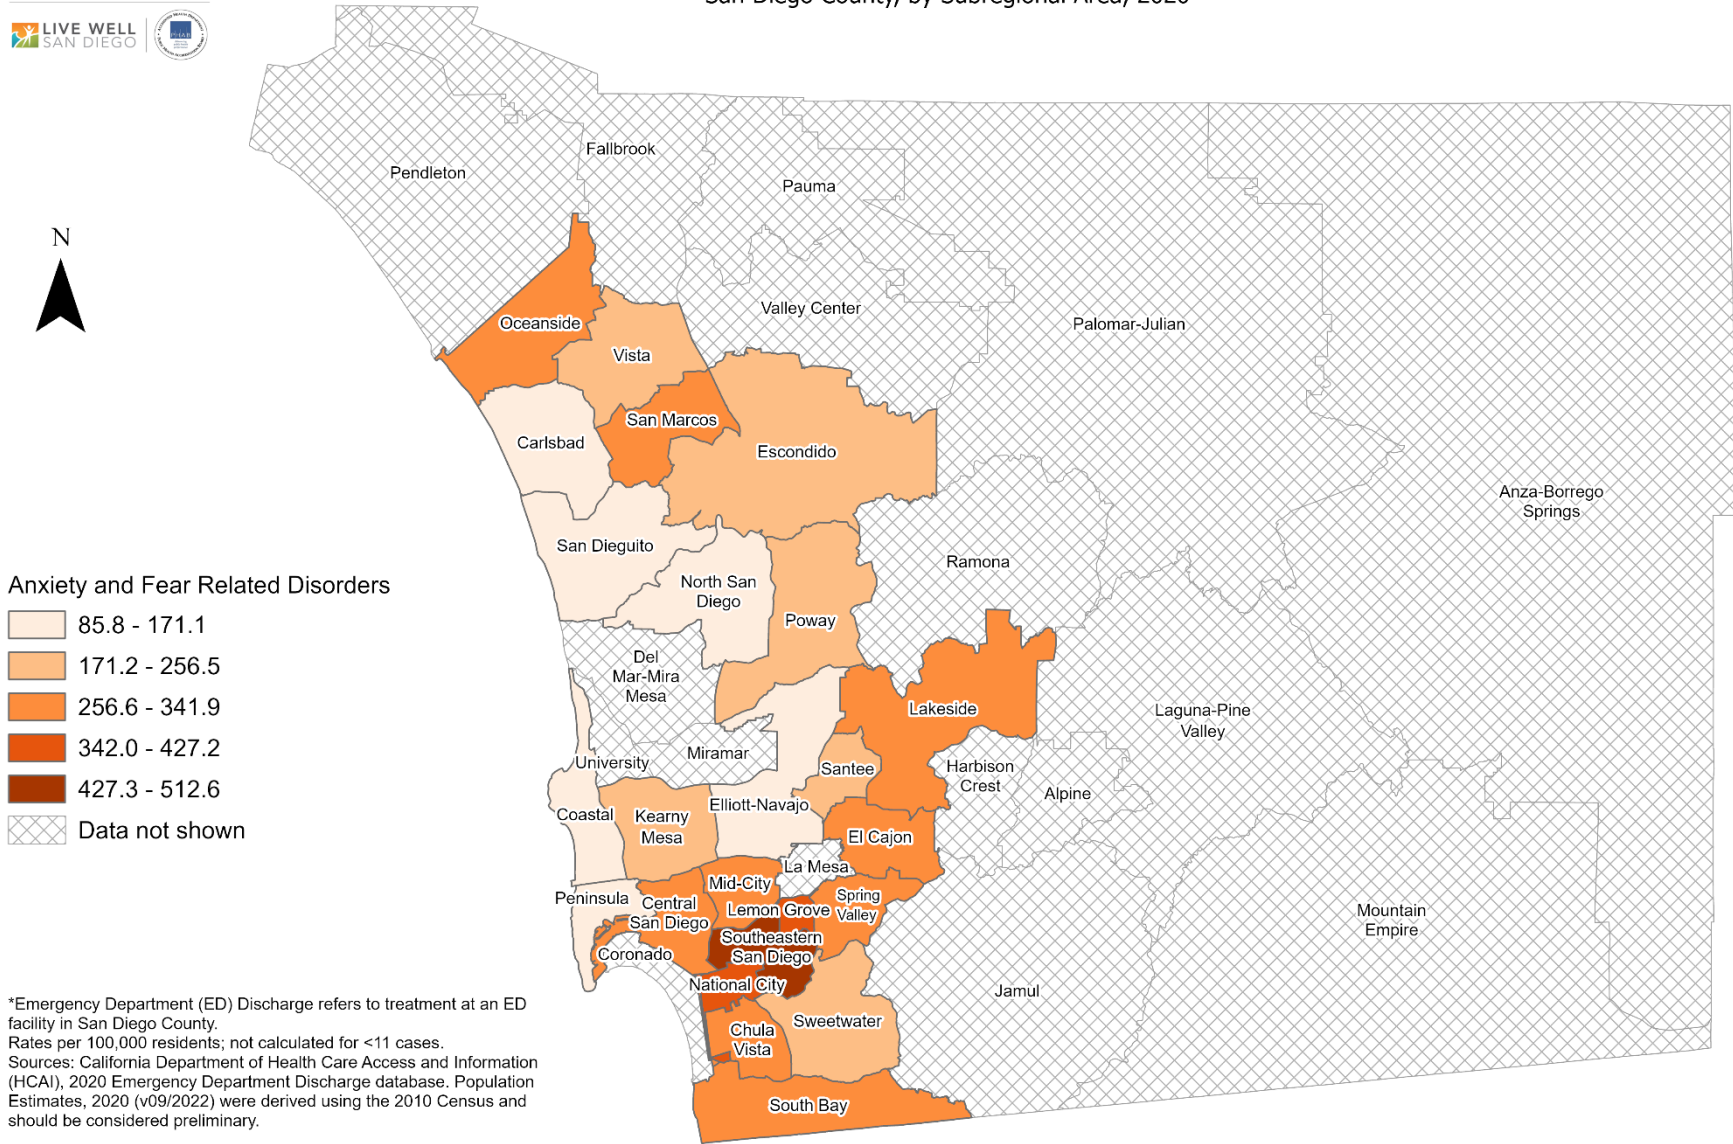 San Diego County, by Subregional Area, 2020
LIVE WELL
SAN DIEGO
PHAB
N
Pendleton
Fallbrook
Pauma
Valley Center
Palomar-Julian
Oceanside
Vista
San Marcos
Carlsbad
Escondido
Anza-Borrego
Springs
San Dieguito
Ramona
North San
Diego
Poway
Del
Mar-Mira
Mesa
Lakeside
Laguna-Pine
Valley
Miramar
University
Santee
Harbison
Crest
Alpine
Coastal
Kearny
Mesa
Elliott-Navajo
El Cajon
La Mesa
Mid-City
Peninsula
Central
San Diego
Lemon Grove
Spring
Valley
Mountain
Empire
Southeastern
San Diego
Coronado
National City
Jamul
Sweetwater
Chula
Vista
South Bay
Anxiety and Fear Related Disorders
85.8 - 171.1
171.2 - 256.5
256.6 - 341.9
342.0 - 427.2
427.3 - 512.6
Data not shown
*Emergency Department (ED) Discharge refers to treatment at an ED
facility in San Diego County.
Rates per 100,000 residents; not calculated for <11 cases.
Sources: California Department of Health Care Access and Information
(HCAI), 2020 Emergency Department Discharge database. Population
Estimates, 2020 (v09/2022) were derived using the 2010 Census and
should be considered preliminary.